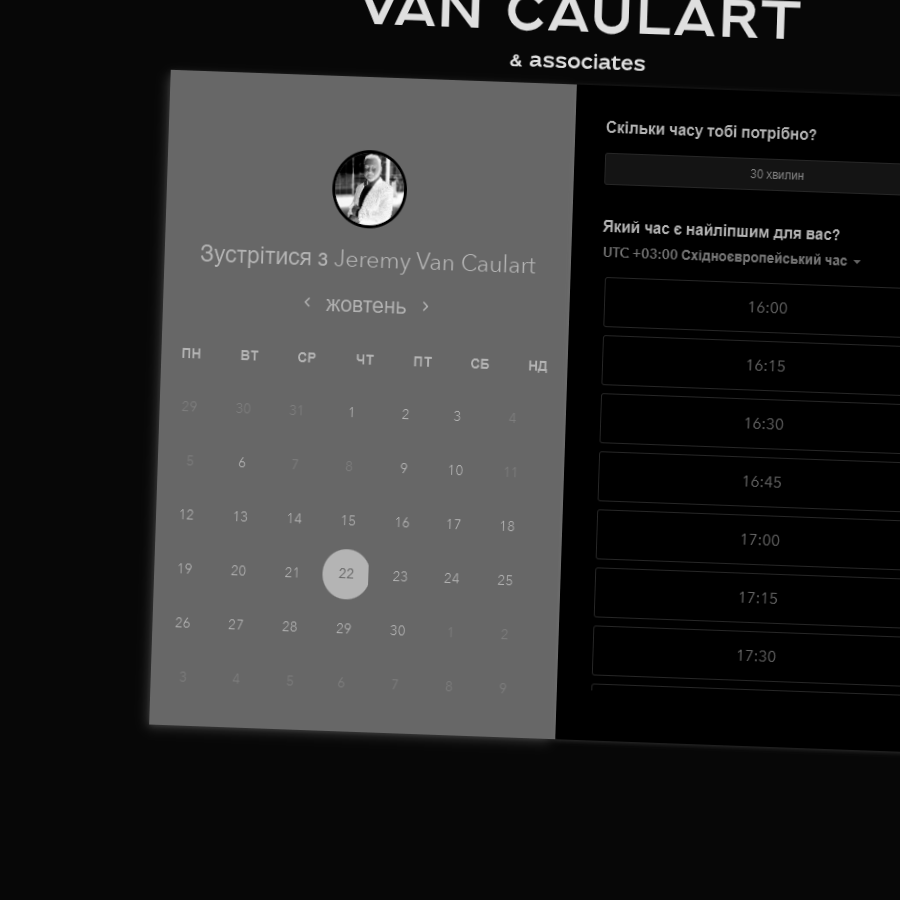 VAN CAULART
& associates
Зустрітися з Jeremy Van Caulart
жовтень
ПН ВТ СР ЧТ ПТ СБ НД
29 30 31 1 2 3 4
5 6 7 8 9 10 11
12 13 14 15 16 17 18
19 20 21 22 23 24 25
26 27 28 29 30 1 2
3 4 5 6 7 8 9
Скільки часу тобі потрібно?
30 хвилин
Який час є найліпшим для вас?
UTC +03:00 Східноєвропейський час
16:00
16:15
16:30
16:45
17:00
17:15
17:30